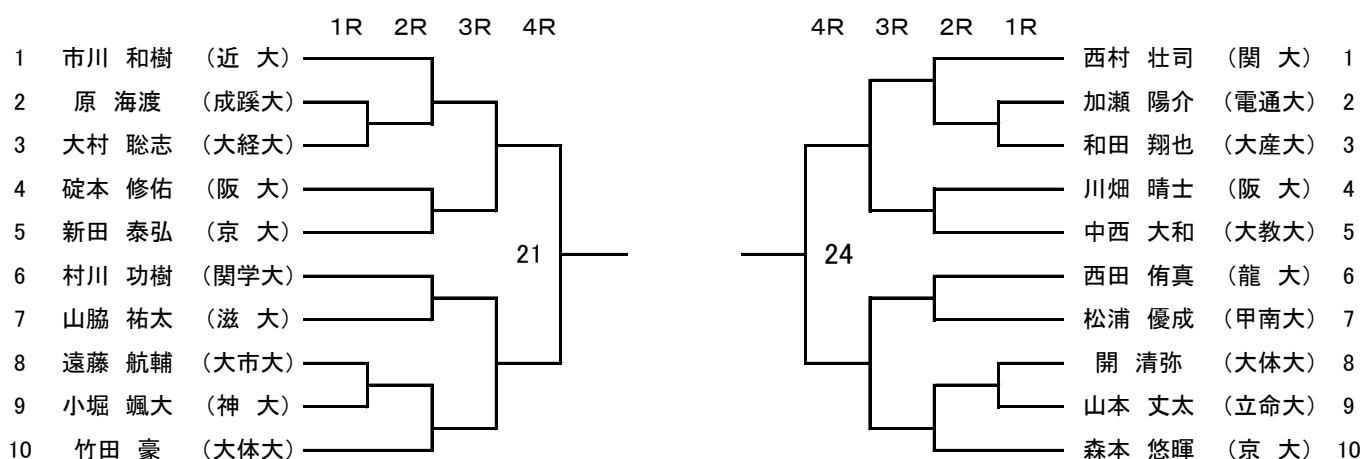 1R 2R 3R 4R 4R 3R 2R 1R
1 市川 和樹 （近 大） 西村 壮司 （関 大） 1
2 原 海渡 （成蹊大） 加瀬 陽介 （電通大） 2
3 大村 聡志 （大経大） 和田 翔也 （大産大） 3
4 碇本 修佑 （阪 大） 川畑 晴士 （阪 大） 4
5 新田 泰弘 （京 大） 中西 大和 （大教大） 5
21 24
6 村川 功樹 （関学大） 西田 侑真 （龍 大） 6
7 山脇 祐太 （滋 大） 松浦 優成 （甲南大） 7
8 遠藤 航輔 （大市大） 開 清弥 （大体大） 8
9 小堀 颯大 （神 大） 山本 丈太 （立命大） 9
10 竹田 豪 （大体大） 森本 悠暉 （京 大） 10